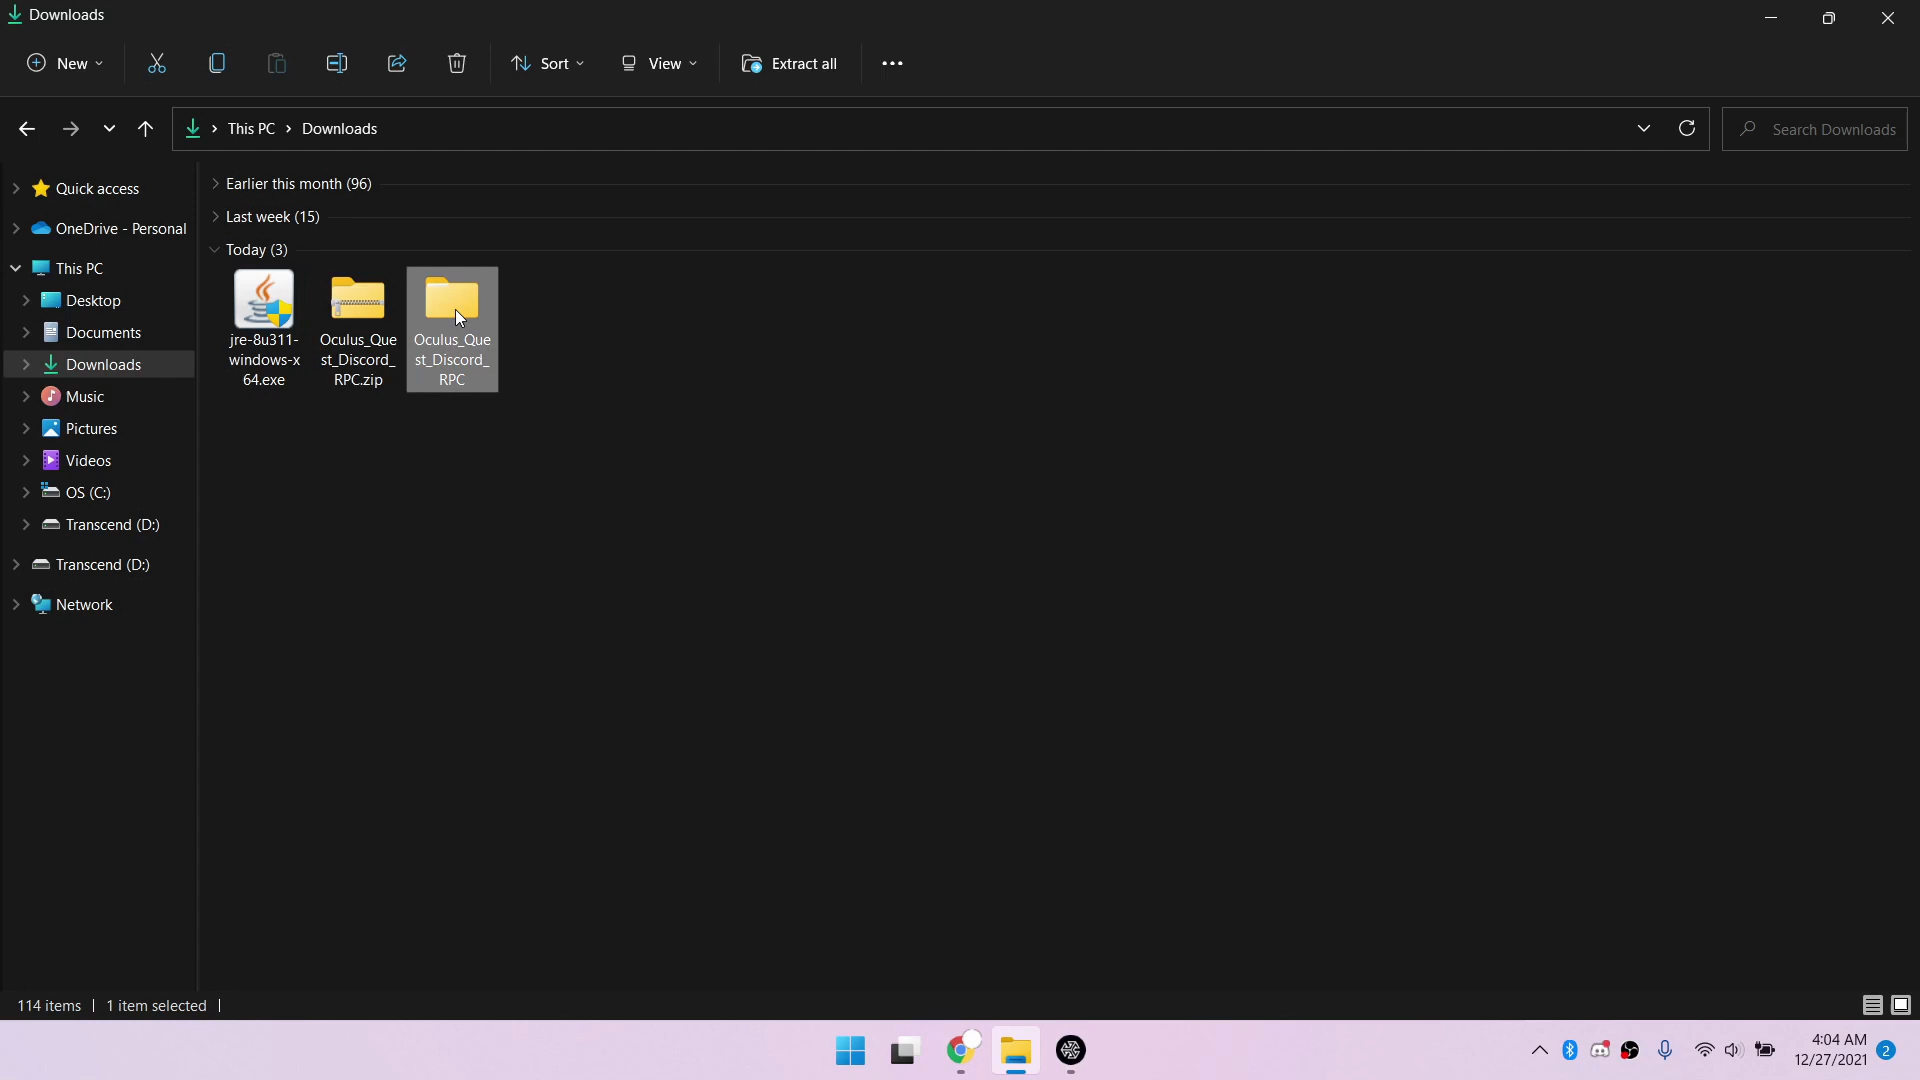 Downloads
New
Sort
View
Extract all
This PC
Downloads
Search Downloads
Quick access
OneDrive - Personal
This PC
Desktop
Documents
Downloads
Music
Pictures
Videos
OS (C:)
Transcend (D:)
Transcend (D:)
Network
Earlier this month (96)
Last week (15)
Today (3)
jre-8u311-
windows-x
64.exe
Oculus_Que
st_Discord_
RPC.zip
Oculus_Que
st_Discord_
RPC
114 items
1 item selected
4:04 AM
12/27/2021
2